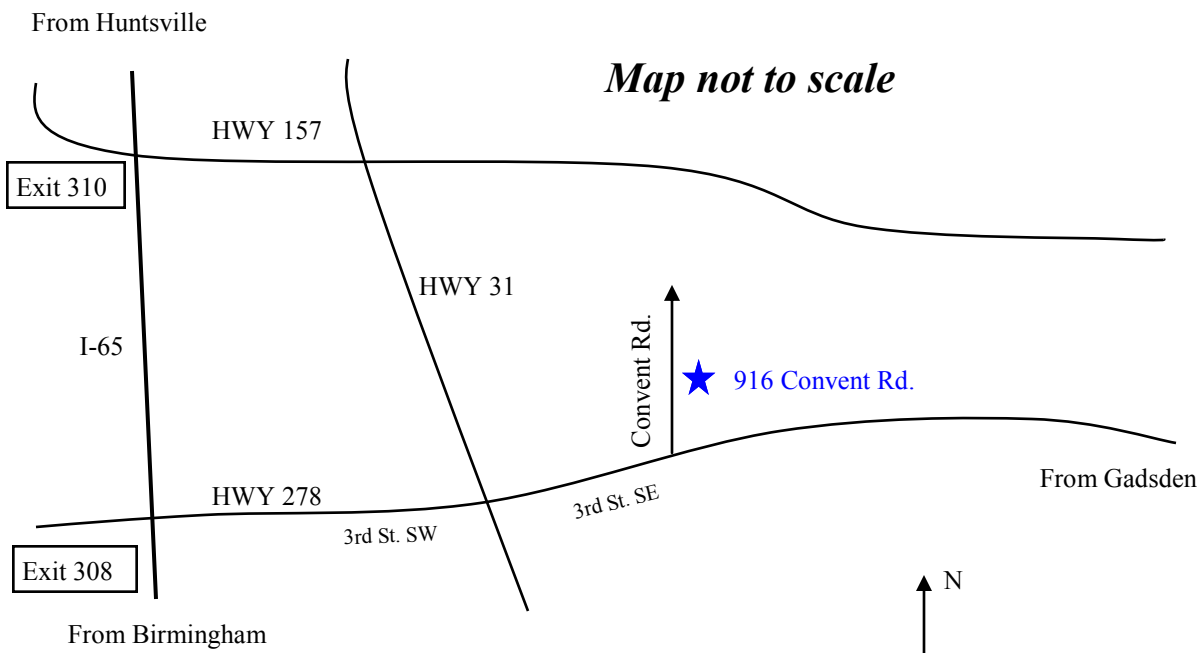 From Huntsville
Map not to scale
HWY 157
Exit 310
HWY 31
I-65
Convent Rd.
916 Convent Rd.
From Gadsden
HWY 278
3rd St. SE
3rd St. SW
Exit 308
N
From Birmingham